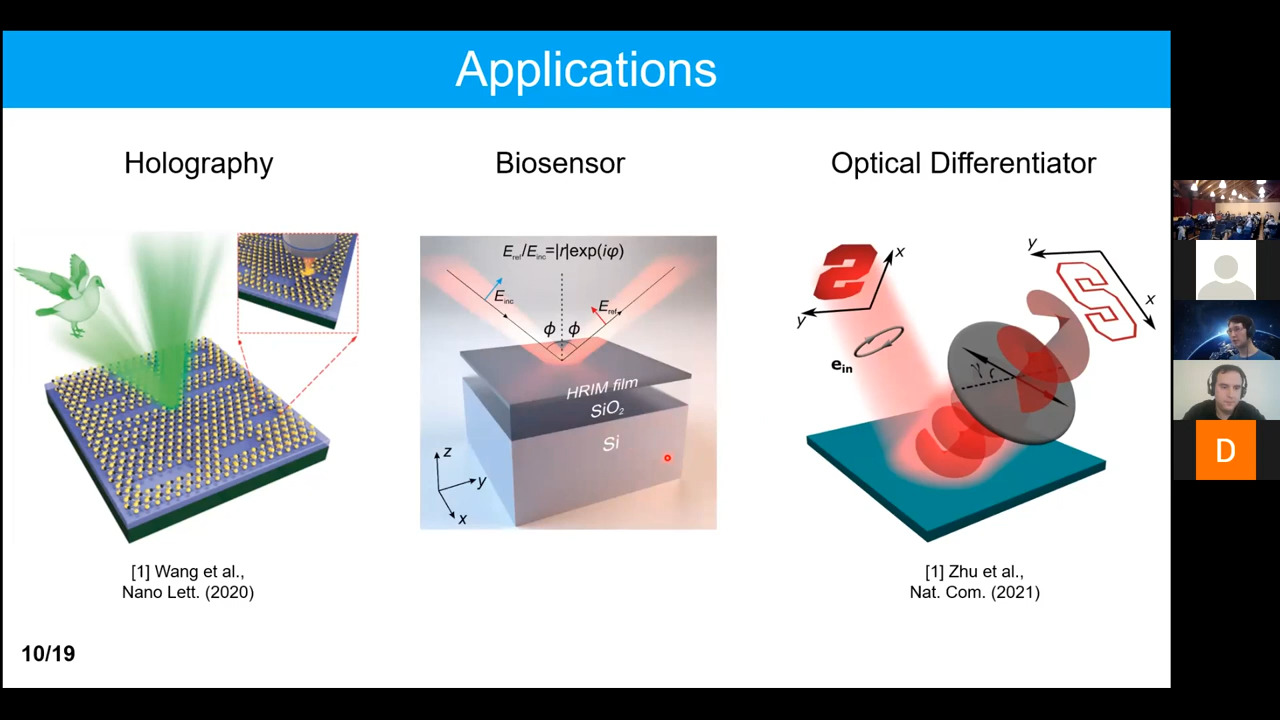 Applications
Holography
Biosensor
Optical Differentiator
E_ref/E_inc=|r|exp(iφ)
E_inc
E_ref
ϕ ϕ
HRIM film
SiO₂
Si
z
y
x
x
y
e_in
γ
y
x
[1] Wang et al.,
Nano Lett. (2020)
[1] Zhu et al.,
Nat. Com. (2021)
10/19
D